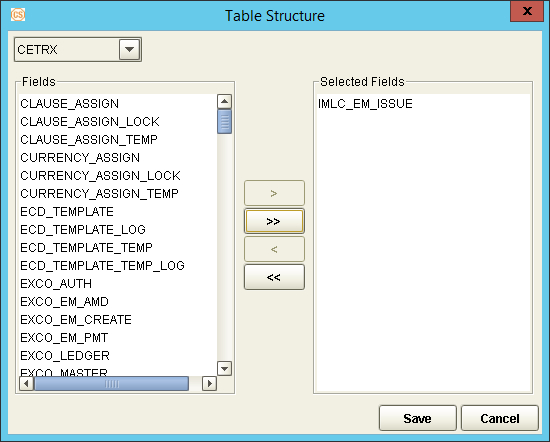 CS
Table Structure
x
CETRX
Fields
CLAUSE_ASSIGN
CLAUSE_ASSIGN_LOCK
CLAUSE_ASSIGN_TEMP
CURRENCY_ASSIGN
CURRENCY_ASSIGN_LOCK
CURRENCY_ASSIGN_TEMP
ECD_TEMPLATE
ECD_TEMPLATE_LOG
ECD_TEMPLATE_TEMP
ECD_TEMPLATE_TEMP_LOG
EXCO_AUTH
EXCO_EM_AMD
EXCO_EM_CREATE
EXCO_EM_PMT
EXCO_LEDGER
EXCO_MASTER
>
>>
<
<<
Selected Fields
IMLC_EM_ISSUE
Save
Cancel